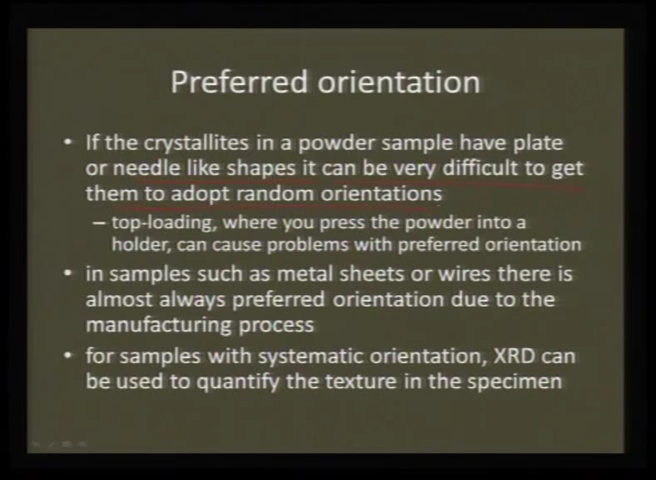 Preferred orientation
• If the crystallites in a powder sample have plate
or needle like shapes it can be very difficult to get
them to adopt random orientations
– top-loading, where you press the powder into a
holder, can cause problems with preferred orientation
• in samples such as metal sheets or wires there is
almost always preferred orientation due to the
manufacturing process
• for samples with systematic orientation, XRD can
be used to quantify the texture in the specimen